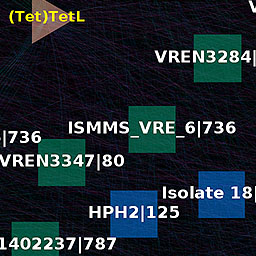 (Tet)TetL
VREN3284|
ISMMS_VRE_6|736
|736
VREN3347|80
Isolate 18|
HPH2|125
1402237|787